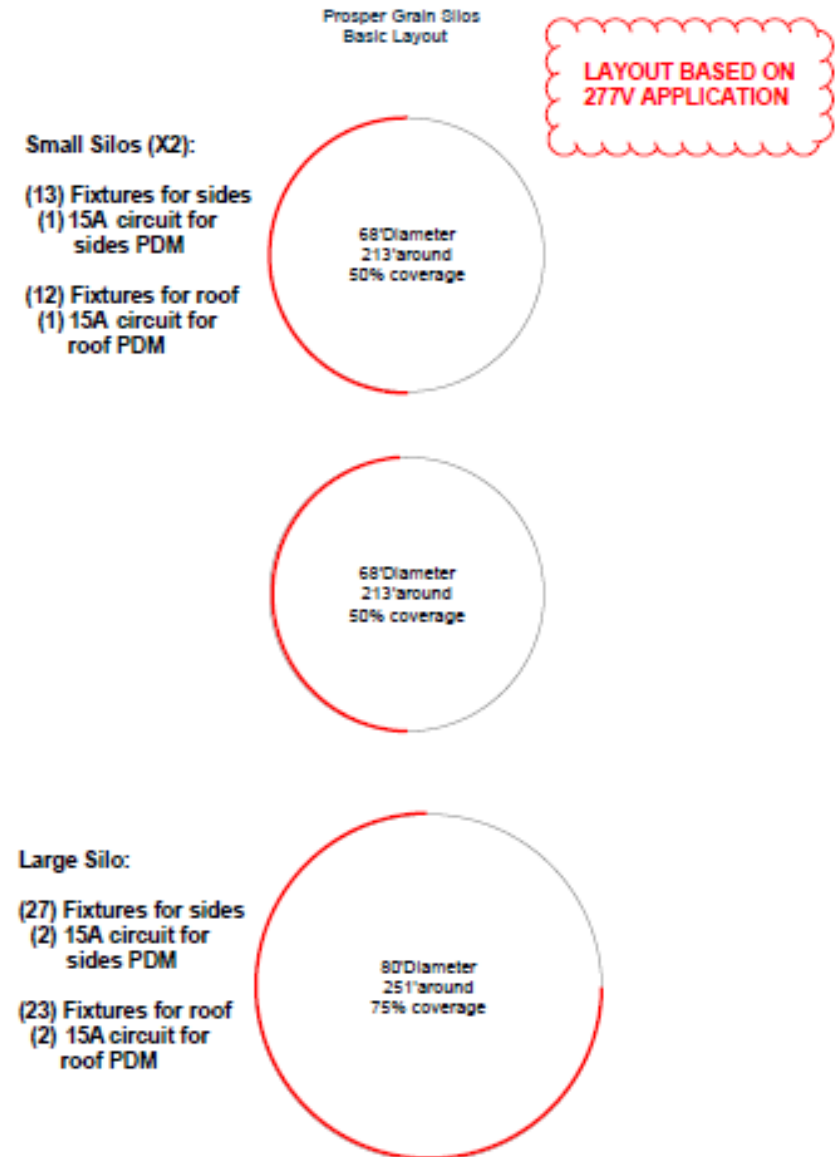 Prosper Grain Silos
Basic Layout
LAYOUT BASED ON
277V APPLICATION
Small Silos (X2):
(13) Fixtures for sides
(1) 15A circuit for
sides PDM
(12) Fixtures for roof
(1) 15A circuit for
roof PDM
68'Diameter
213'around
50% coverage
68'Diameter
213'around
50% coverage
Large Silo:
(27) Fixtures for sides
(2) 15A circuit for
sides PDM
(23) Fixtures for roof
(2) 15A circuit for
roof PDM
80'Diameter
251'around
75% coverage